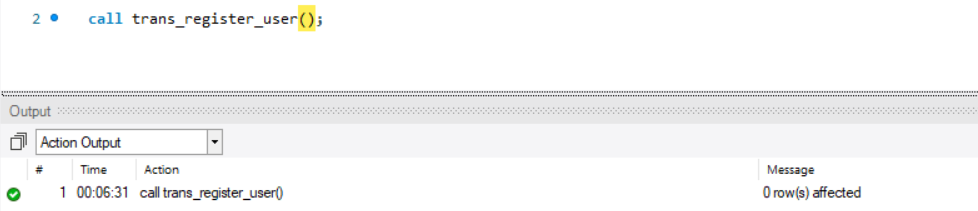 2 call trans_register_user();
Output
Action Output
# Time Action Message
1 00:06:31 call trans_register_user() 0 row(s) affected